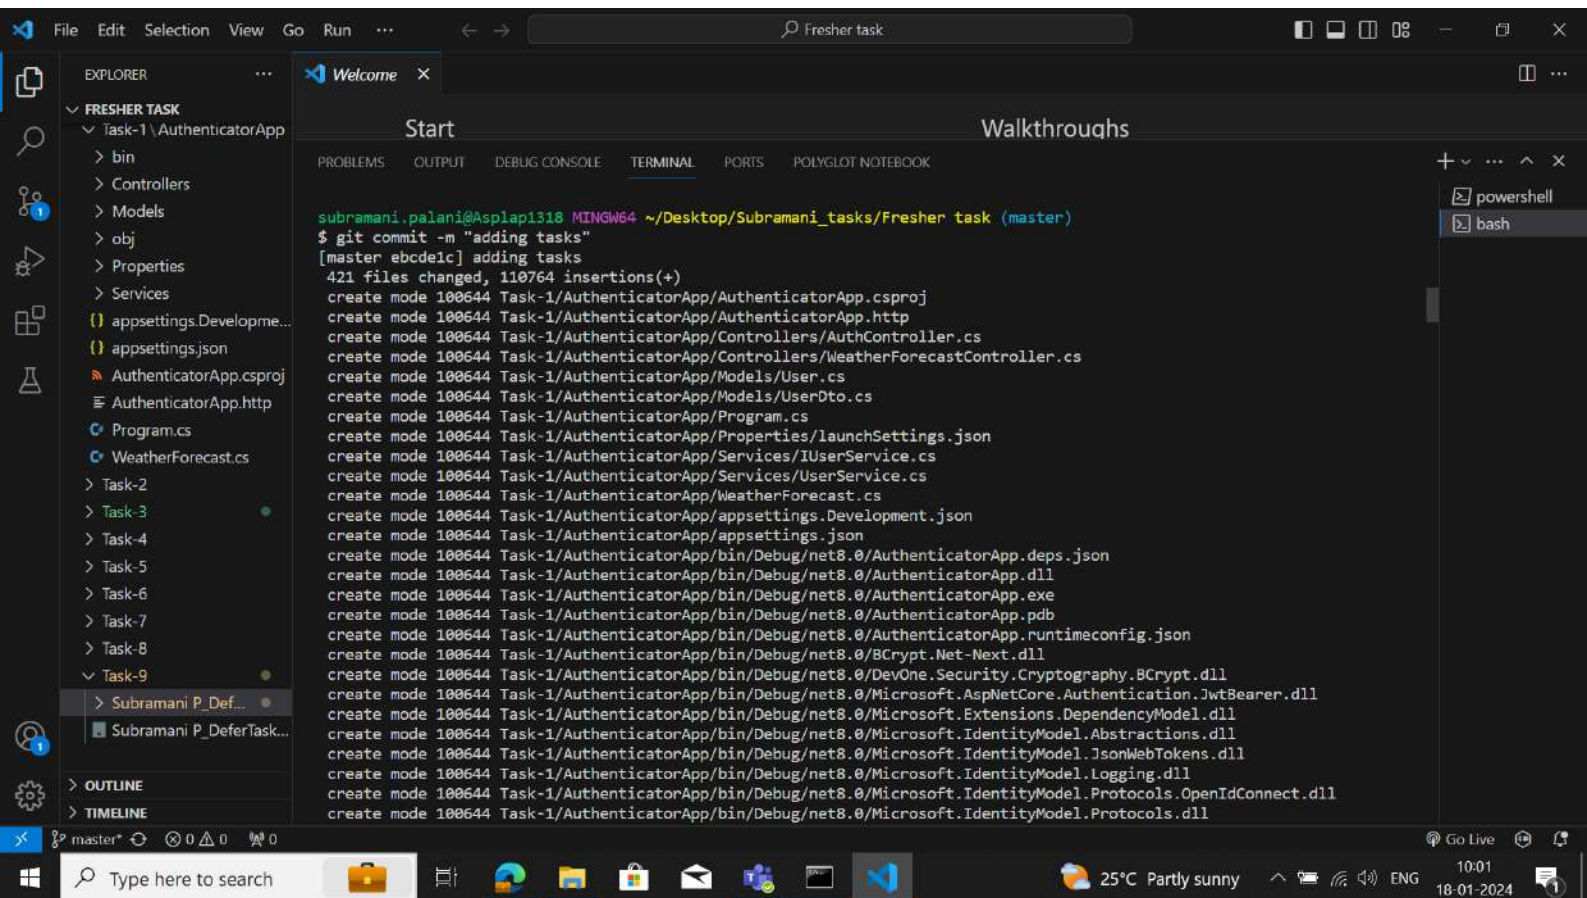 File Edit Selection View Go Run ··· Fresher task
EXPLORER ···
Welcome
FRESHER TASK
Task-1\AuthenticatorApp
bin
Controllers
Models
obj
Properties
Services
{} appsettings.Developme...
{} appsettings.json
AuthenticatorApp.csproj
AuthenticatorApp.http
Program.cs
WeatherForecast.cs
Task-2
Task-3
Task-4
Task-5
Task-6
Task-7
Task-8
Task-9
Subramani P_Def...
Subramani P_DeferTask...
OUTLINE
TIMELINE
Start Walkthroughs
PROBLEMS OUTPUT DEBUG CONSOLE TERMINAL PORTS POLYGLOT NOTEBOOK
powershell
bash
subramani.palani@Asplap1318 MINGW64 ~/Desktop/Subramani_tasks/Fresher task (master)
$ git commit -m "adding tasks"
[master ebcde1c] adding tasks
421 files changed, 110764 insertions(+)
create mode 100644 Task-1/AuthenticatorApp/AuthenticatorApp.csproj
create mode 100644 Task-1/AuthenticatorApp/AuthenticatorApp.http
create mode 100644 Task-1/AuthenticatorApp/Controllers/AuthController.cs
create mode 100644 Task-1/AuthenticatorApp/Controllers/WeatherForecastController.cs
create mode 100644 Task-1/AuthenticatorApp/Models/User.cs
create mode 100644 Task-1/AuthenticatorApp/Models/UserDto.cs
create mode 100644 Task-1/AuthenticatorApp/Program.cs
create mode 100644 Task-1/AuthenticatorApp/Properties/launchSettings.json
create mode 100644 Task-1/AuthenticatorApp/Services/IUserService.cs
create mode 100644 Task-1/AuthenticatorApp/Services/UserService.cs
create mode 100644 Task-1/AuthenticatorApp/WeatherForecast.cs
create mode 100644 Task-1/AuthenticatorApp/appsettings.Development.json
create mode 100644 Task-1/AuthenticatorApp/appsettings.json
create mode 100644 Task-1/AuthenticatorApp/bin/Debug/net8.0/AuthenticatorApp.deps.json
create mode 100644 Task-1/AuthenticatorApp/bin/Debug/net8.0/AuthenticatorApp.dll
create mode 100644 Task-1/AuthenticatorApp/bin/Debug/net8.0/AuthenticatorApp.exe
create mode 100644 Task-1/AuthenticatorApp/bin/Debug/net8.0/AuthenticatorApp.pdb
create mode 100644 Task-1/AuthenticatorApp/bin/Debug/net8.0/AuthenticatorApp.runtimeconfig.json
create mode 100644 Task-1/AuthenticatorApp/bin/Debug/net8.0/BCrypt.Net-Next.dll
create mode 100644 Task-1/AuthenticatorApp/bin/Debug/net8.0/DevOne.Security.Cryptography.BCrypt.dll
create mode 100644 Task-1/AuthenticatorApp/bin/Debug/net8.0/Microsoft.AspNetCore.Authentication.JwtBearer.dll
create mode 100644 Task-1/AuthenticatorApp/bin/Debug/net8.0/Microsoft.Extensions.DependencyModel.dll
create mode 100644 Task-1/AuthenticatorApp/bin/Debug/net8.0/Microsoft.IdentityModel.Abstractions.dll
create mode 100644 Task-1/AuthenticatorApp/bin/Debug/net8.0/Microsoft.IdentityModel.JsonWebTokens.dll
create mode 100644 Task-1/AuthenticatorApp/bin/Debug/net8.0/Microsoft.IdentityModel.Logging.dll
create mode 100644 Task-1/AuthenticatorApp/bin/Debug/net8.0/Microsoft.IdentityModel.Protocols.OpenIdConnect.dll
create mode 100644 Task-1/AuthenticatorApp/bin/Debug/net8.0/Microsoft.IdentityModel.Protocols.dll
1
1
master* 0 0 0 Go Live
Type here to search 25°C Partly sunny ENG 10:01
18-01-2024
1